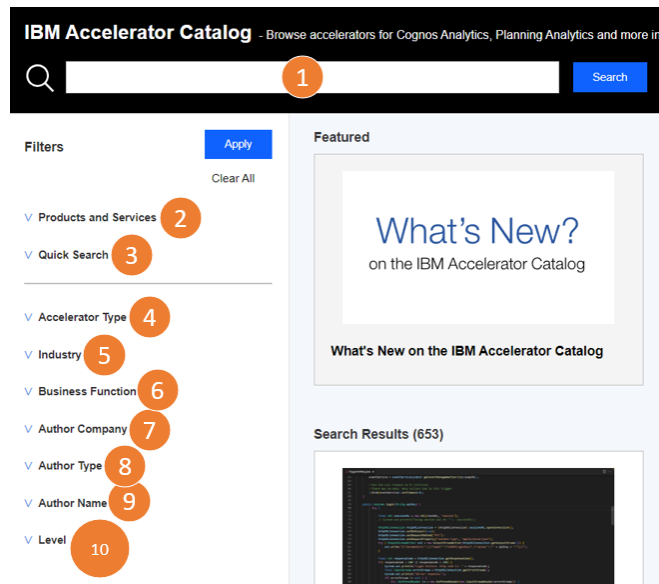 IBM Accelerator Catalog - Browse accelerators for Cognos Analytics, Planning Analytics and more in
1
Search
Filters
Apply
Clear All
V Products and Services 2
V Quick Search 3
V Accelerator Type 4
V Industry 5
V Business Function 6
V Author Company 7
V Author Type 8
V Author Name 9
V Level 10
Featured
What's New?
on the IBM Accelerator Catalog
What's New on the IBM Accelerator Catalog
Search Results (653)